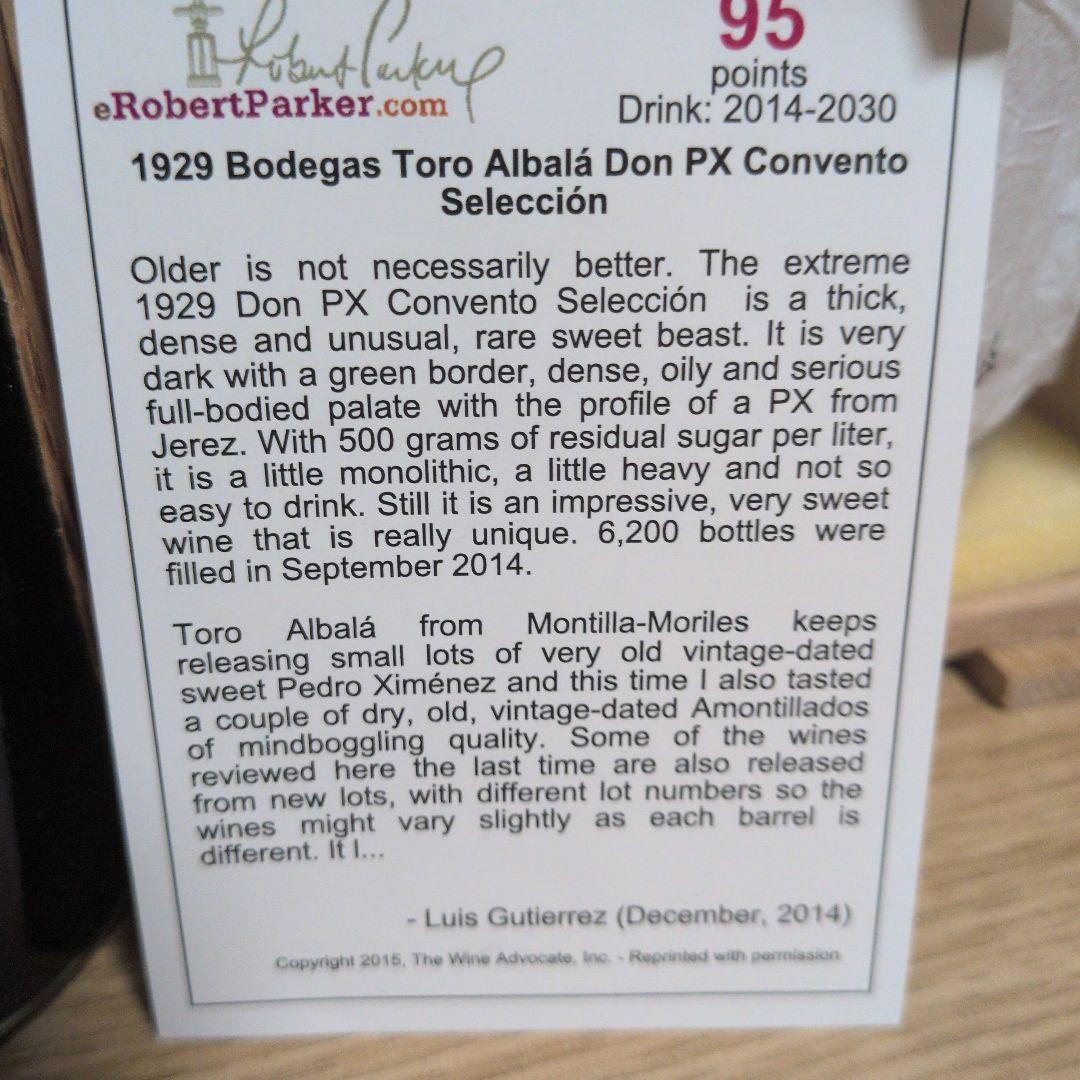 Robert Parker
95
eRobertParker.com
points
Drink: 2014-2030
1929 Bodegas Toro Albalá Don PX Convento
Selección
Older is not necessarily better. The extreme
1929 Don PX Convento Selección is a thick,
dense and unusual, rare sweet beast. It is very
dark with a green border, dense, oily and serious
full-bodied palate with the profile of a PX from
Jerez. With 500 grams of residual sugar per liter,
it is a little monolithic, a little heavy and not so
easy to drink. Still it is an impressive, very sweet
wine that is really unique. 6,200 bottles were
filled in September 2014.
Toro Albalá from Montilla-Moriles keeps
releasing small lots of very old vintage-dated
sweet Pedro Ximénez and this time I also tasted
a couple of dry, old, vintage-dated Amontillados
of mindboggling quality. Some of the wines
reviewed here the last time are also released
from new lots, with different lot numbers so the
wines might vary slightly as each barrel is
different. It I...
- Luis Gutierrez (December, 2014)
Copyright 2015, The Wine Advocate, Inc. - Reprinted with permission